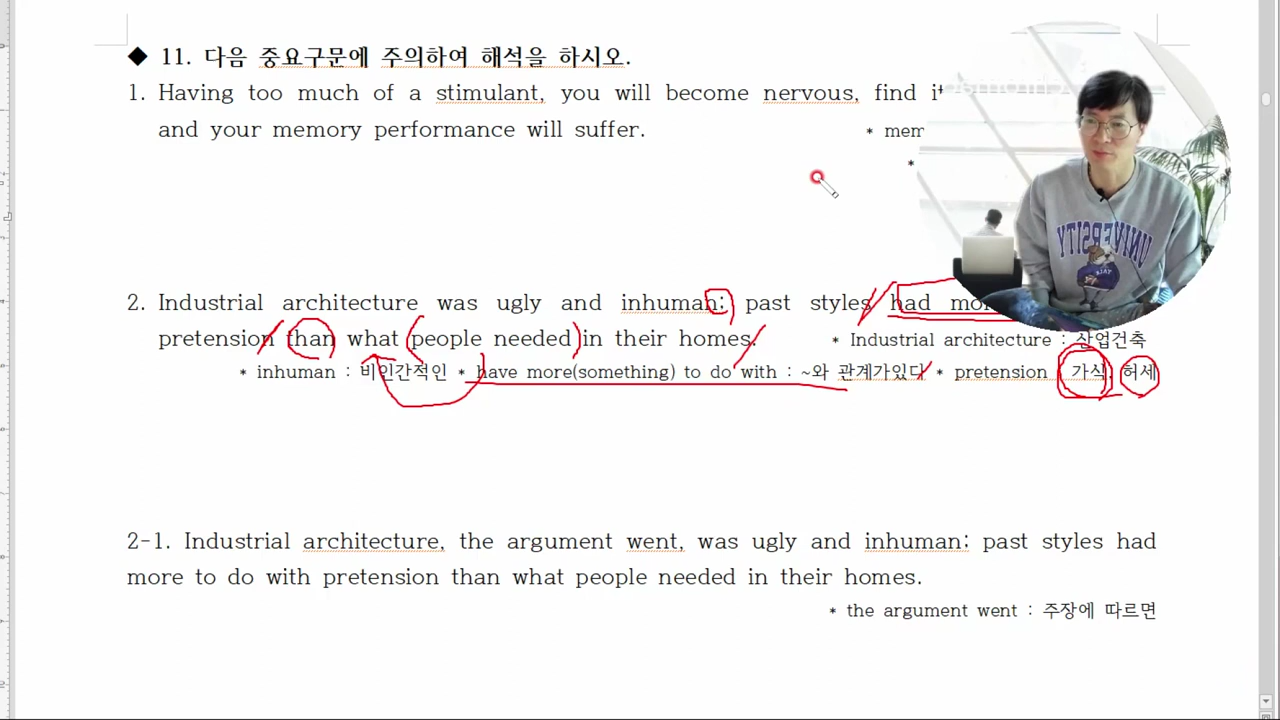 ◆ 11. 다음 중요구문에 주의하여 해석을 하시오.
1. Having too much of a stimulant, you will become nervous, find
and your memory performance will suffer.
*
*
2. Industrial architecture was ugly and inhuman; past styles had
pretension than what people needed in their homes.
* Industrial architecture : 산업건축
* inhuman : 비인간적인 * have more(something) to do with : ~와 관계가있다 * pretension : 가식, 허세
2-1. Industrial architecture, the argument went, was ugly and inhuman; past styles had
more to do with pretension than what people needed in their homes.
* the argument went : 주장에 따르면
UNIVERSITY
YALE